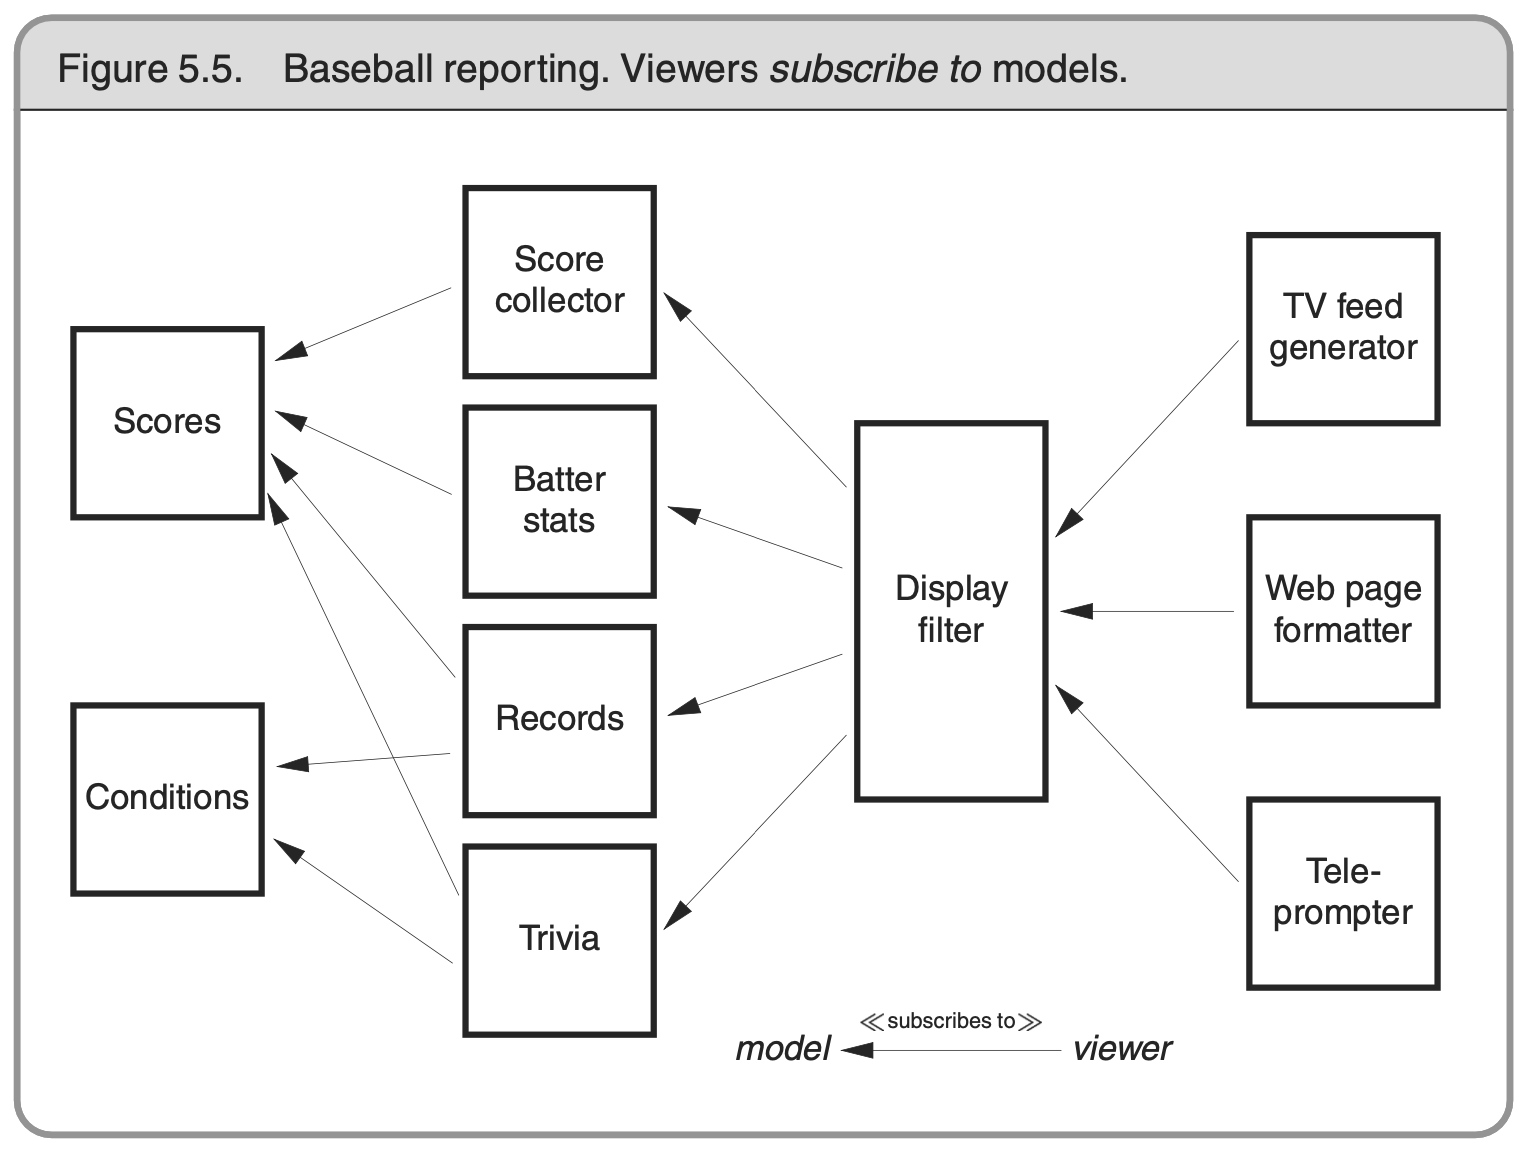 Figure 5.5. Baseball reporting. Viewers subscribe to models.
Score
collector
TV feed
generator
Scores
Batter
stats
Display
filter
Web page
formatter
Records
Conditions
Tele-
prompter
Trivia
≪subscribes to≫
model
viewer